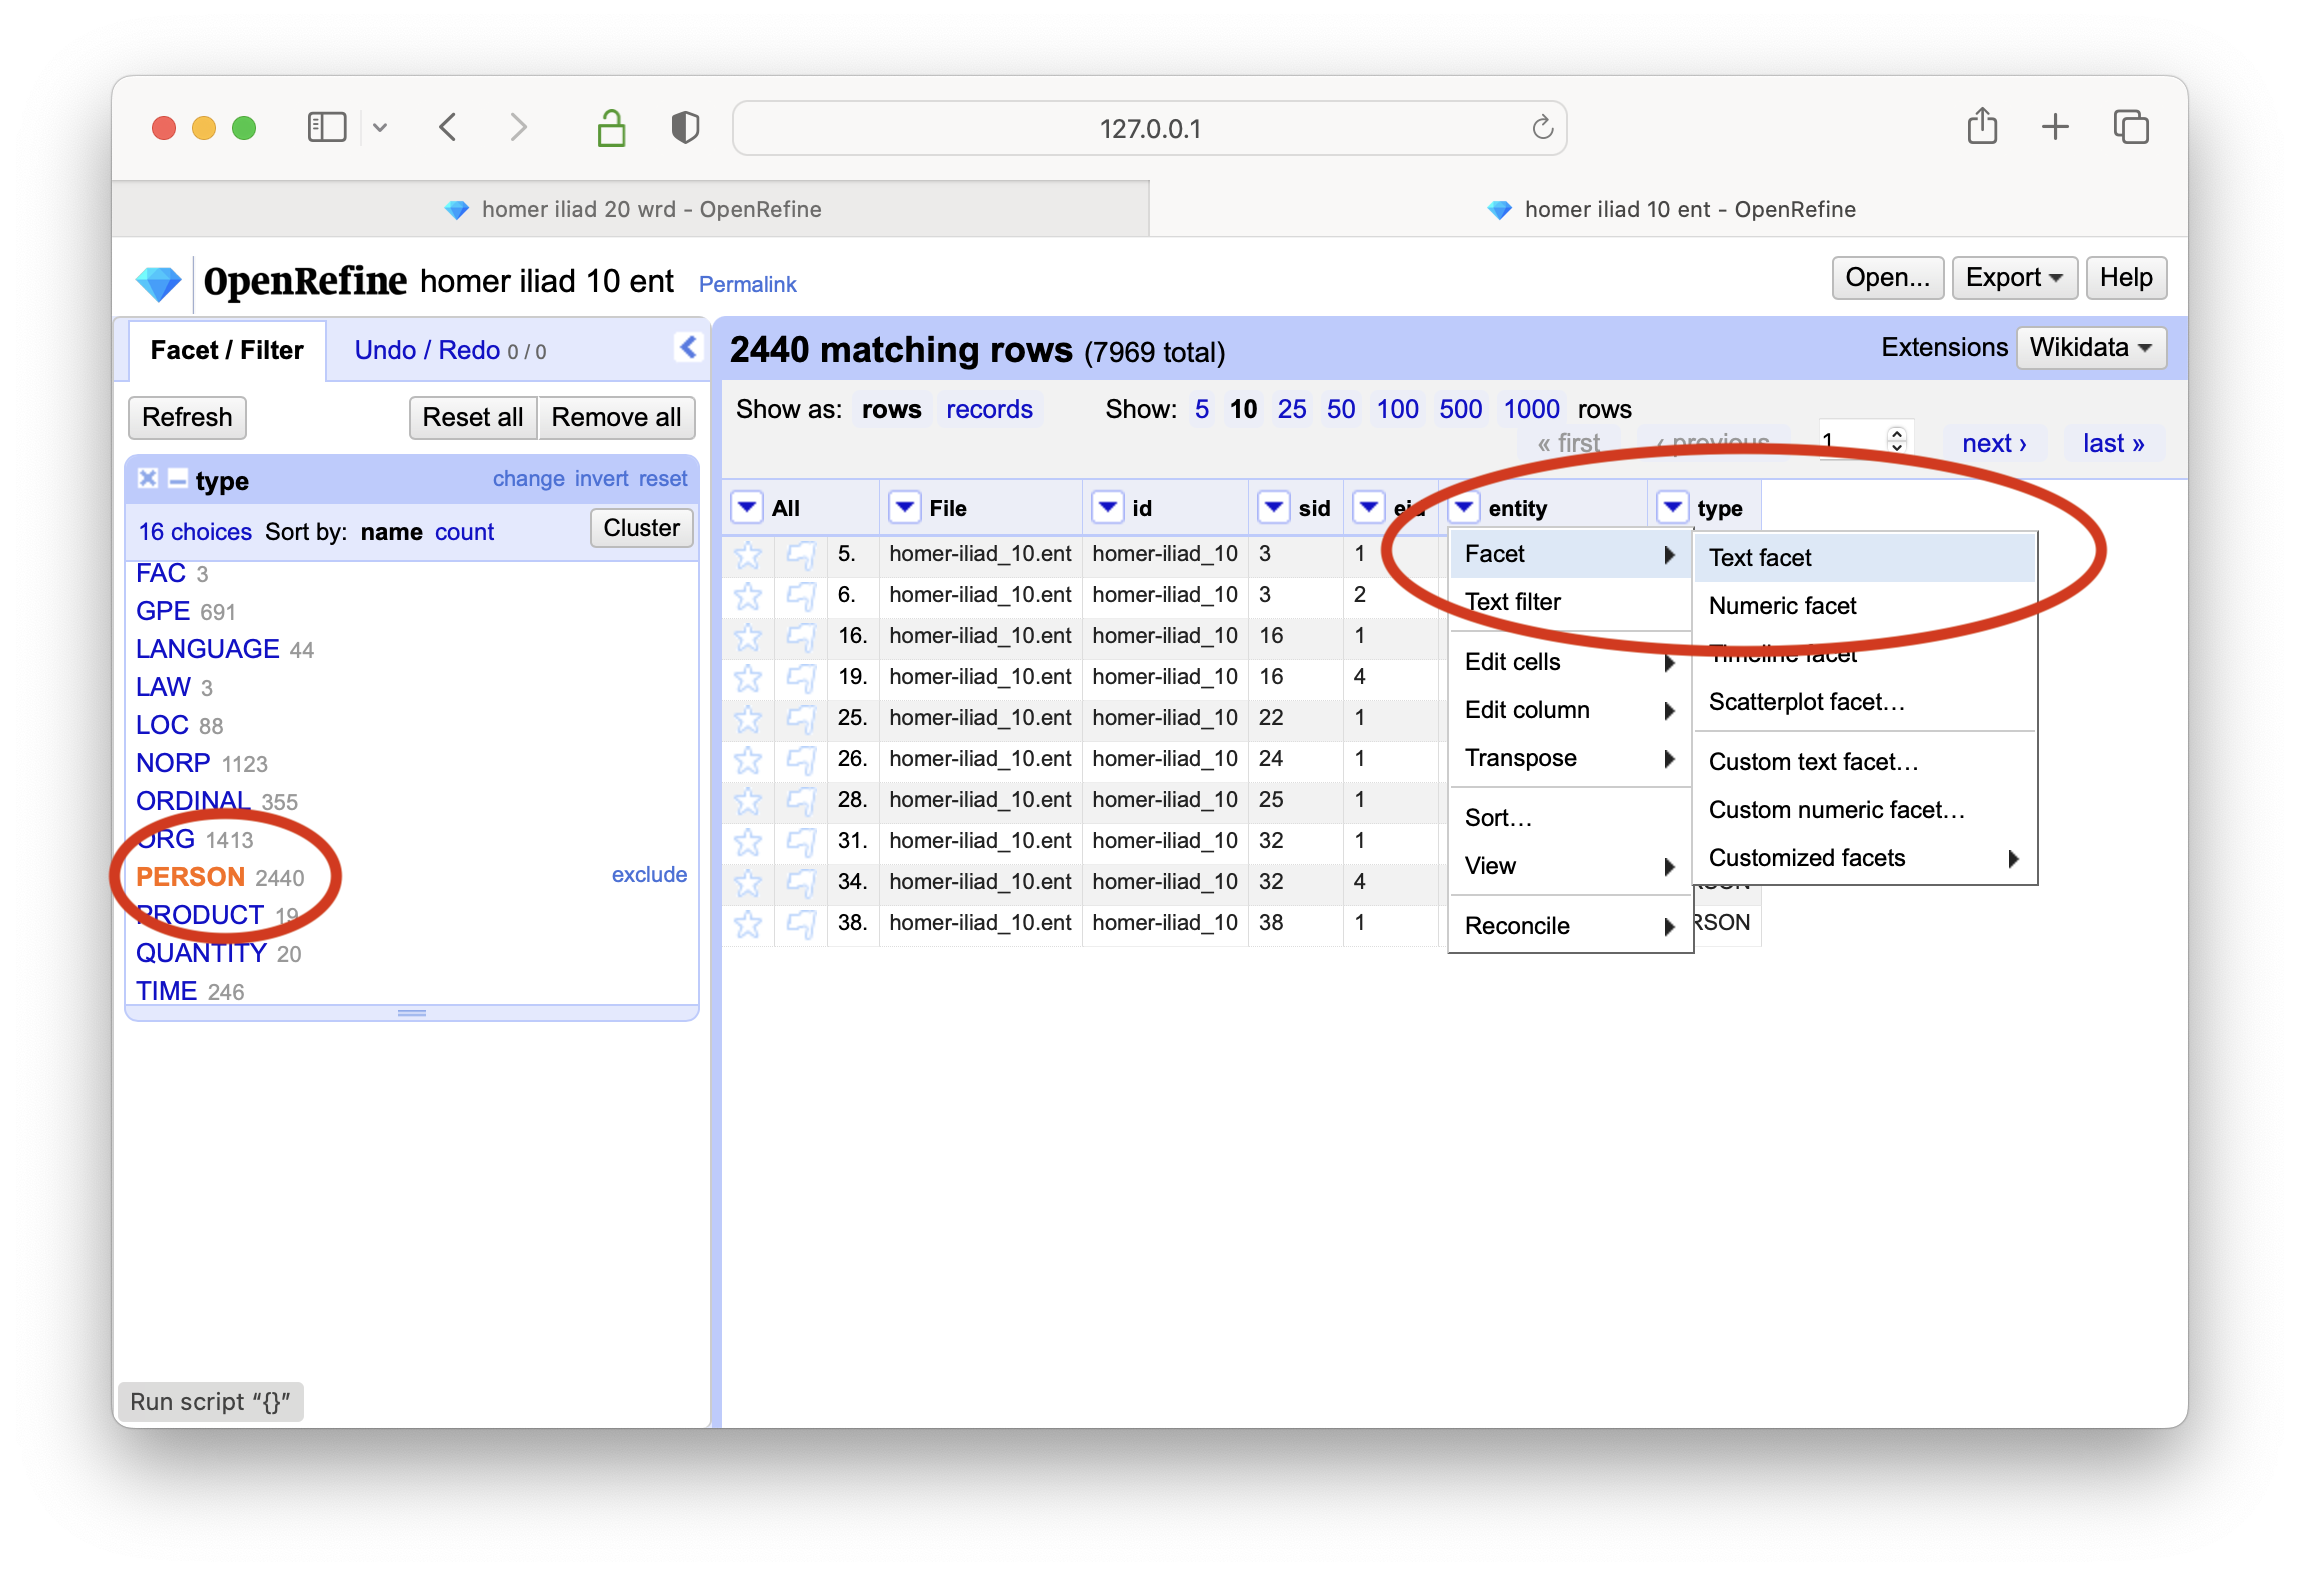 127.0.0.1
homer iliad 20 wrd - OpenRefine
homer iliad 10 ent - OpenRefine
OpenRefine homer iliad 10 ent Permalink
Open... Export Help
Facet / Filter Undo / Redo 0 / 0
2440 matching rows (7969 total)
Extensions Wikidata
Refresh Reset all Remove all
Show as: rows records Show: 5 10 25 50 100 500 1000 rows
« first ‹ previous 1 next › last »
type change invert reset
16 choices Sort by: name count Cluster
FAC 3
GPE 691
LANGUAGE 44
LAW 3
LOC 88
NORP 1123
ORDINAL 355
ORG 1413
PERSON 2440 exclude
PRODUCT 19
QUANTITY 20
TIME 246
All File id sid eid entity type
5. homer-iliad_10.ent homer-iliad_10 3 1
6. homer-iliad_10.ent homer-iliad_10 3 2
16. homer-iliad_10.ent homer-iliad_10 16 1
19. homer-iliad_10.ent homer-iliad_10 16 4
25. homer-iliad_10.ent homer-iliad_10 22 1
26. homer-iliad_10.ent homer-iliad_10 24 1
28. homer-iliad_10.ent homer-iliad_10 25 1
31. homer-iliad_10.ent homer-iliad_10 32 1
34. homer-iliad_10.ent homer-iliad_10 32 4
38. homer-iliad_10.ent homer-iliad_10 38 1 RSON
Facet
Text filter
Edit cells
Edit column
Transpose
Sort…
View
Reconcile
Text facet
Numeric facet
Timeline facet
Scatterplot facet…
Custom text facet…
Custom numeric facet…
Customized facets
Run script “{}”